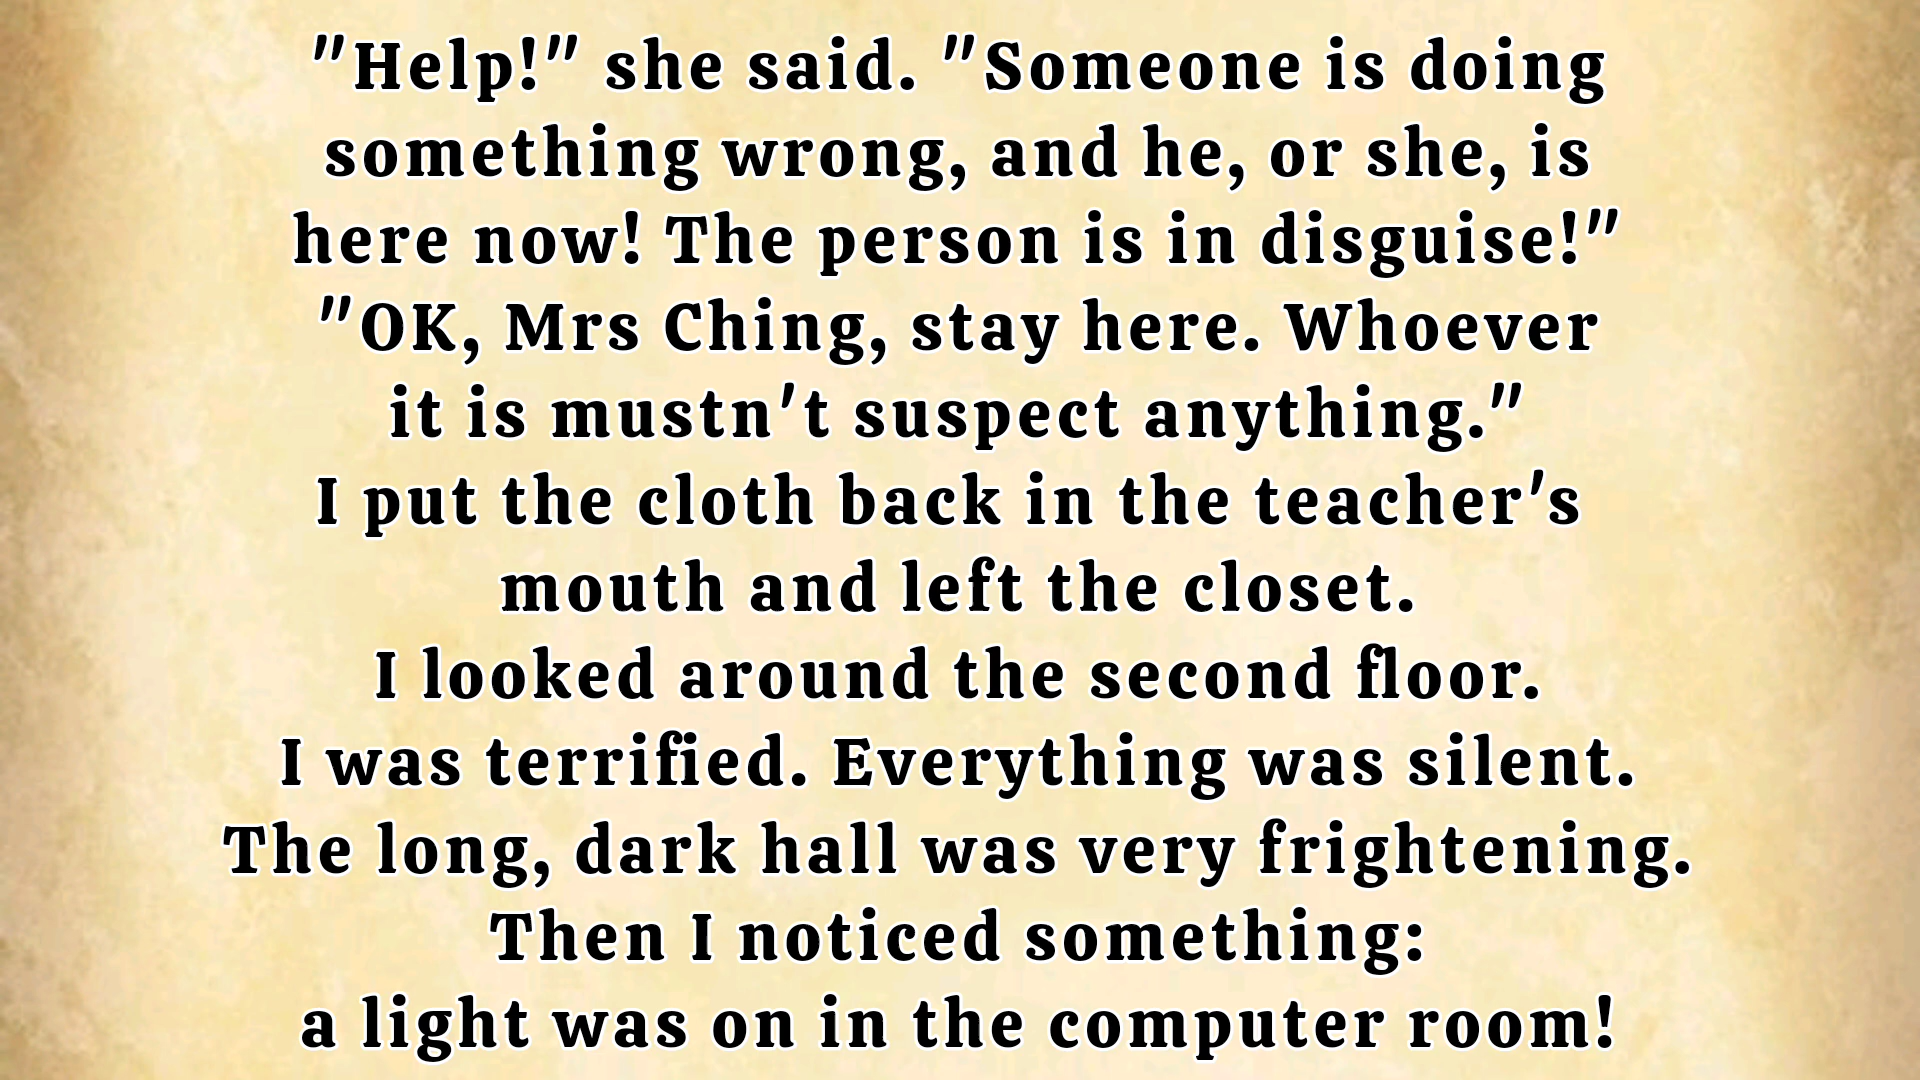 "Help!" she said. "Someone is doing
something wrong, and he, or she, is
here now! The person is in disguise!"
"OK, Mrs Ching, stay here. Whoever
it is mustn't suspect anything."
I put the cloth back in the teacher's
mouth and left the closet.
I looked around the second floor.
I was terrified. Everything was silent.
The long, dark hall was very frightening.
Then I noticed something:
a light was on in the computer room!